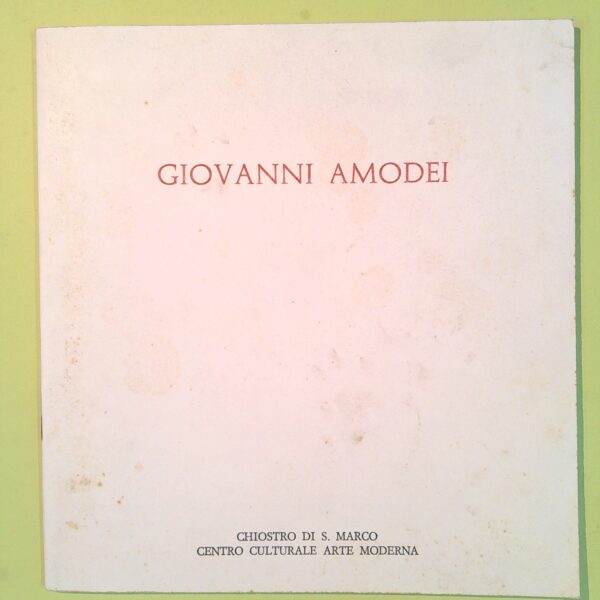 GIOVANNI AMODEI
CHIOSTRO DI S. MARCO
CENTRO CULTURALE ARTE MODERNA